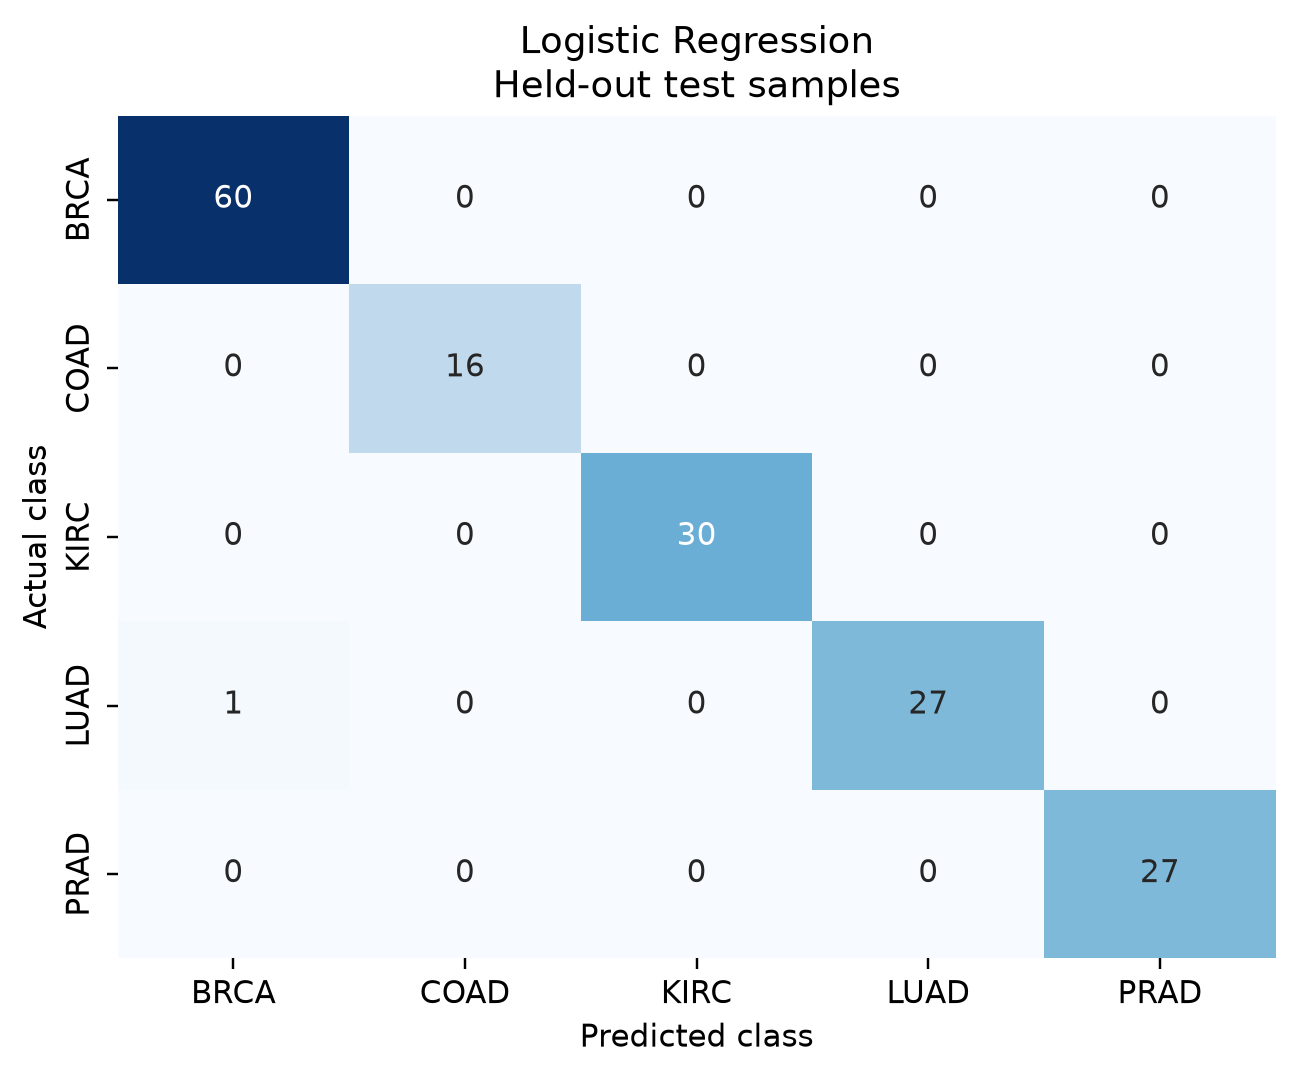 Logistic Regression
Held-out test samples
Actual class
BRCA 60 0 0 0 0
COAD 0 16 0 0 0
KIRC 0 0 30 0 0
LUAD 1 0 0 27 0
PRAD 0 0 0 0 27
BRCA COAD KIRC LUAD PRAD
Predicted class